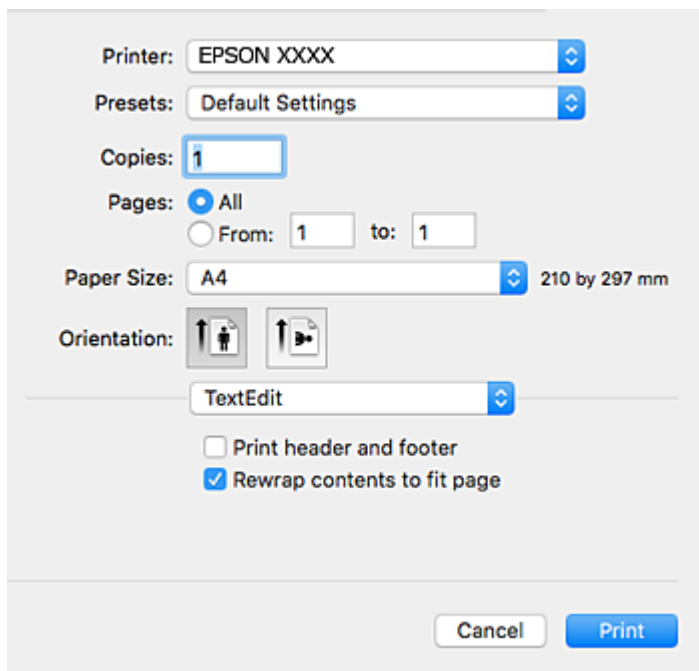 Printer: EPSON XXXX
Presets: Default Settings
Copies: 1
Pages: All
From: 1 to: 1
Paper Size: A4 210 by 297 mm
Orientation:
TextEdit
Print header and footer
Rewrap contents to fit page
Cancel Print